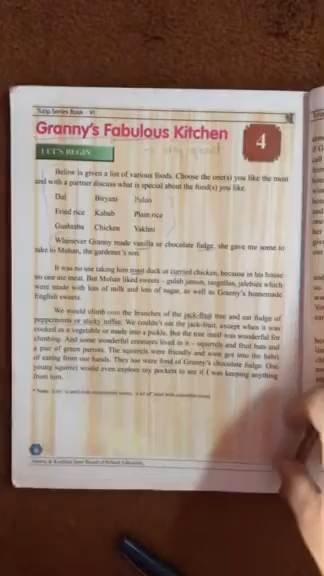 Tulip Series Book - VI
Granny's Fabulous Kitchen
4
LET'S BEGIN
Below is given a list of various foods. Choose the one(s) you like the most
and with a partner discuss what is special about the food(s) you like.
Dal Biryani Pulao
Fried rice Kabab Plain rice
Gushtaba Chicken Yakhni
Whenever Granny made vanilla or chocolate fudge, she gave me some to
take to Mohan, the gardener's son.
It was no use taking him roast duck or curried chicken, because in his house
no one ate meat. But Mohan liked sweets - gulab jamun, rasgullas, jalebies which
were made with lots of milk and lots of sugar, as well as Granny's homemade
English sweets.
We would climb onto the branches of the jack-fruit tree and eat fudge of
peppermints or sticky toffee. We couldn't eat the jack-fruit, except when it was
cooked as a vegetable or made into a pickle. But the tree itself was wonderful for
climbing. And some wonderful creatures lived in it - squirrels and fruit bats and
a pair of green parrots. The squirrels were friendly and soon got into the habit
of eating from our hands. They too were fond of Granny's chocolate fudge. One
young squirrel would even explore my pockets to see if I was keeping anything
from him.